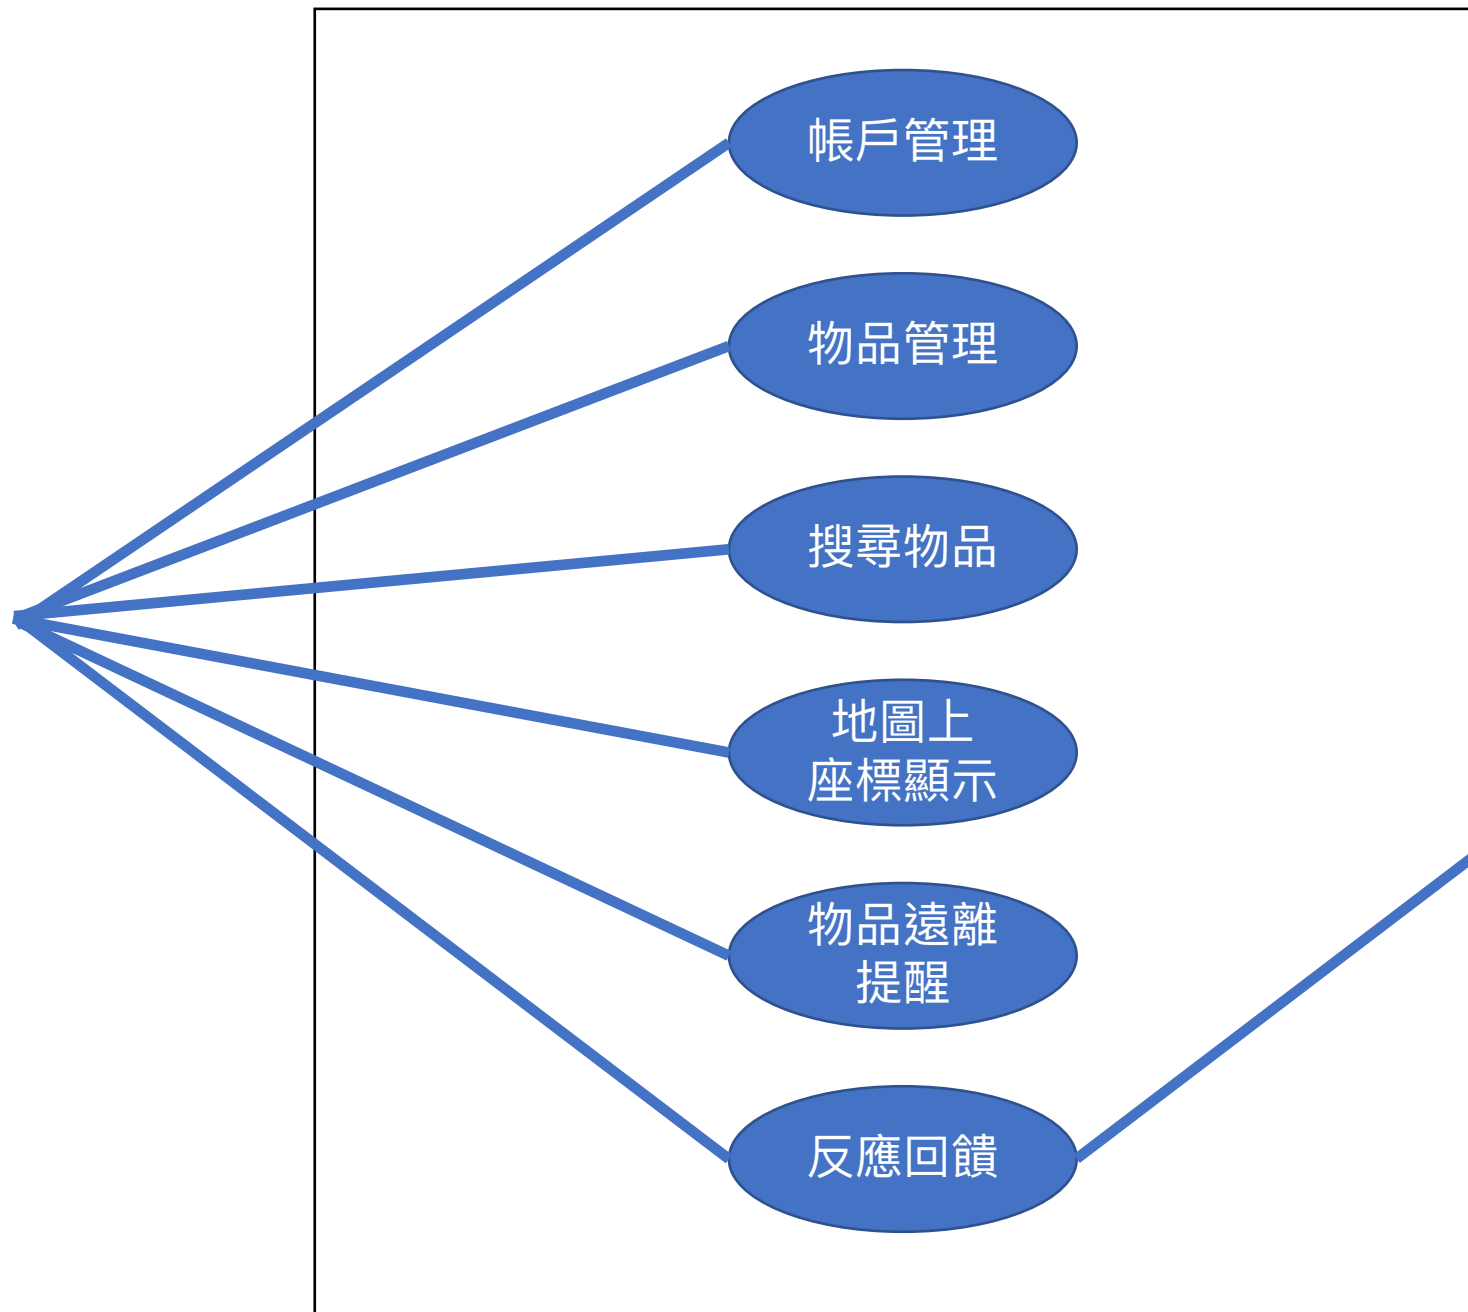 帳戶管理
物品管理
搜尋物品
地圖上
座標顯示
物品遠離
提醒
反應回饋